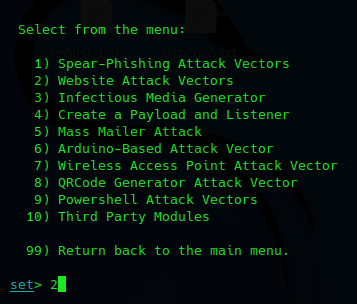 Select from the menu:
1) Spear-Phishing Attack Vectors
2) Website Attack Vectors
3) Infectious Media Generator
4) Create a Payload and Listener
5) Mass Mailer Attack
6) Arduino-Based Attack Vector
7) Wireless Access Point Attack Vector
8) QRCode Generator Attack Vector
9) Powershell Attack Vectors
10) Third Party Modules
99) Return back to the main menu.
set> 2